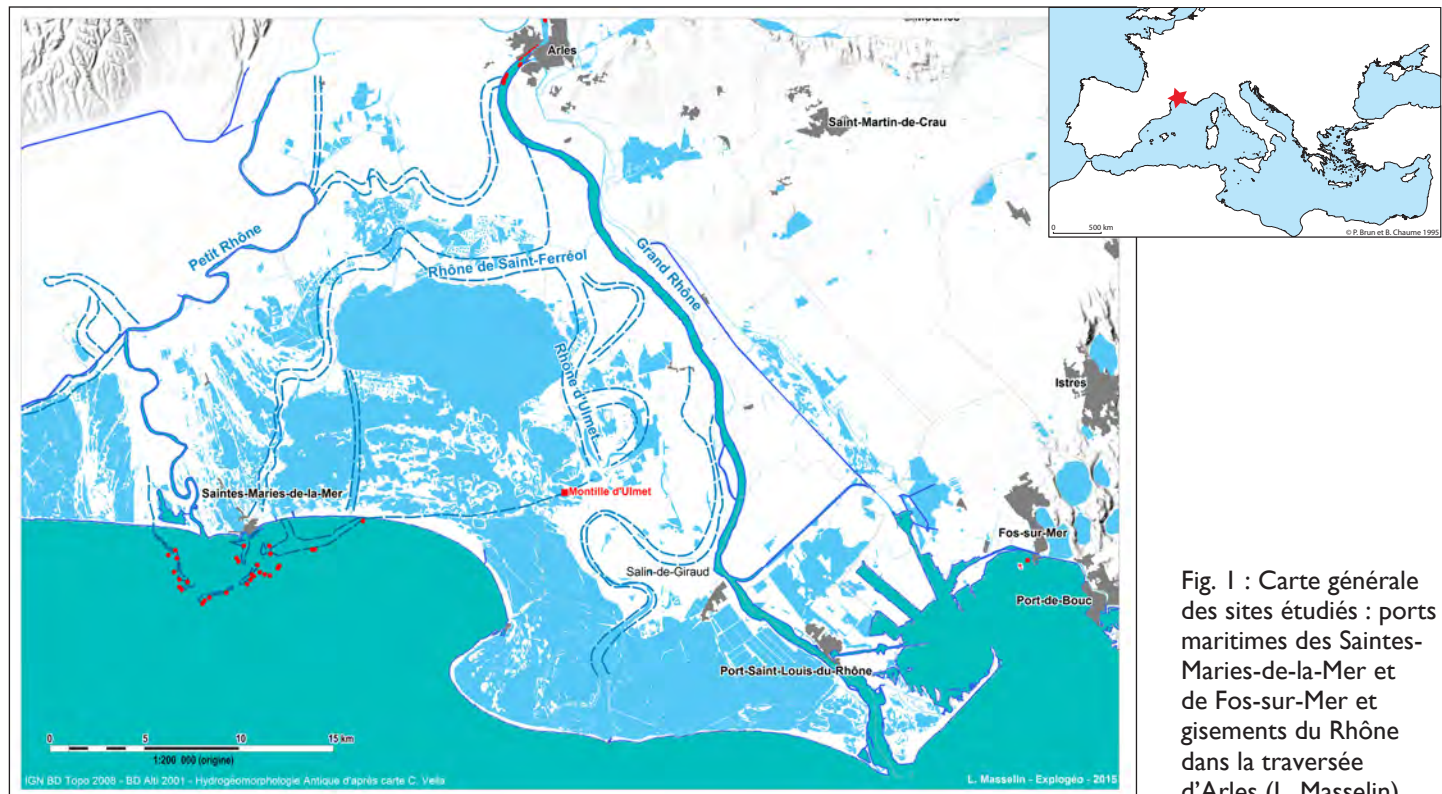 Arles
Saint-Martin-de-Crau
0 500 km
© P. Brun et B. Chaume 1995
Petit Rhône
Grand Rhône
Rhône de Saint-Ferréol
Rhône d'Ulmet
Istres
Saintes-Maries-de-la-Mer
Montille d'Ulmet
Fos-sur-Mer
Salin-de-Giraud
Port-de-Bouc
Port-Saint-Louis-du-Rhône
0 5 10 15 km
1:200 000 (origine)
IGN BD Topo 2008 - BD Alti 2001 - Hydrogéomorphologie Antique d'après carte C. Vella
L. Masselin - Explogéo - 2015
Fig. 1 : Carte générale
des sites étudiés : ports
maritimes des Saintes-
Maries-de-la-Mer et
de Fos-sur-Mer et
gisements du Rhône
dans la traversée
d'Arles (L. Masselin)